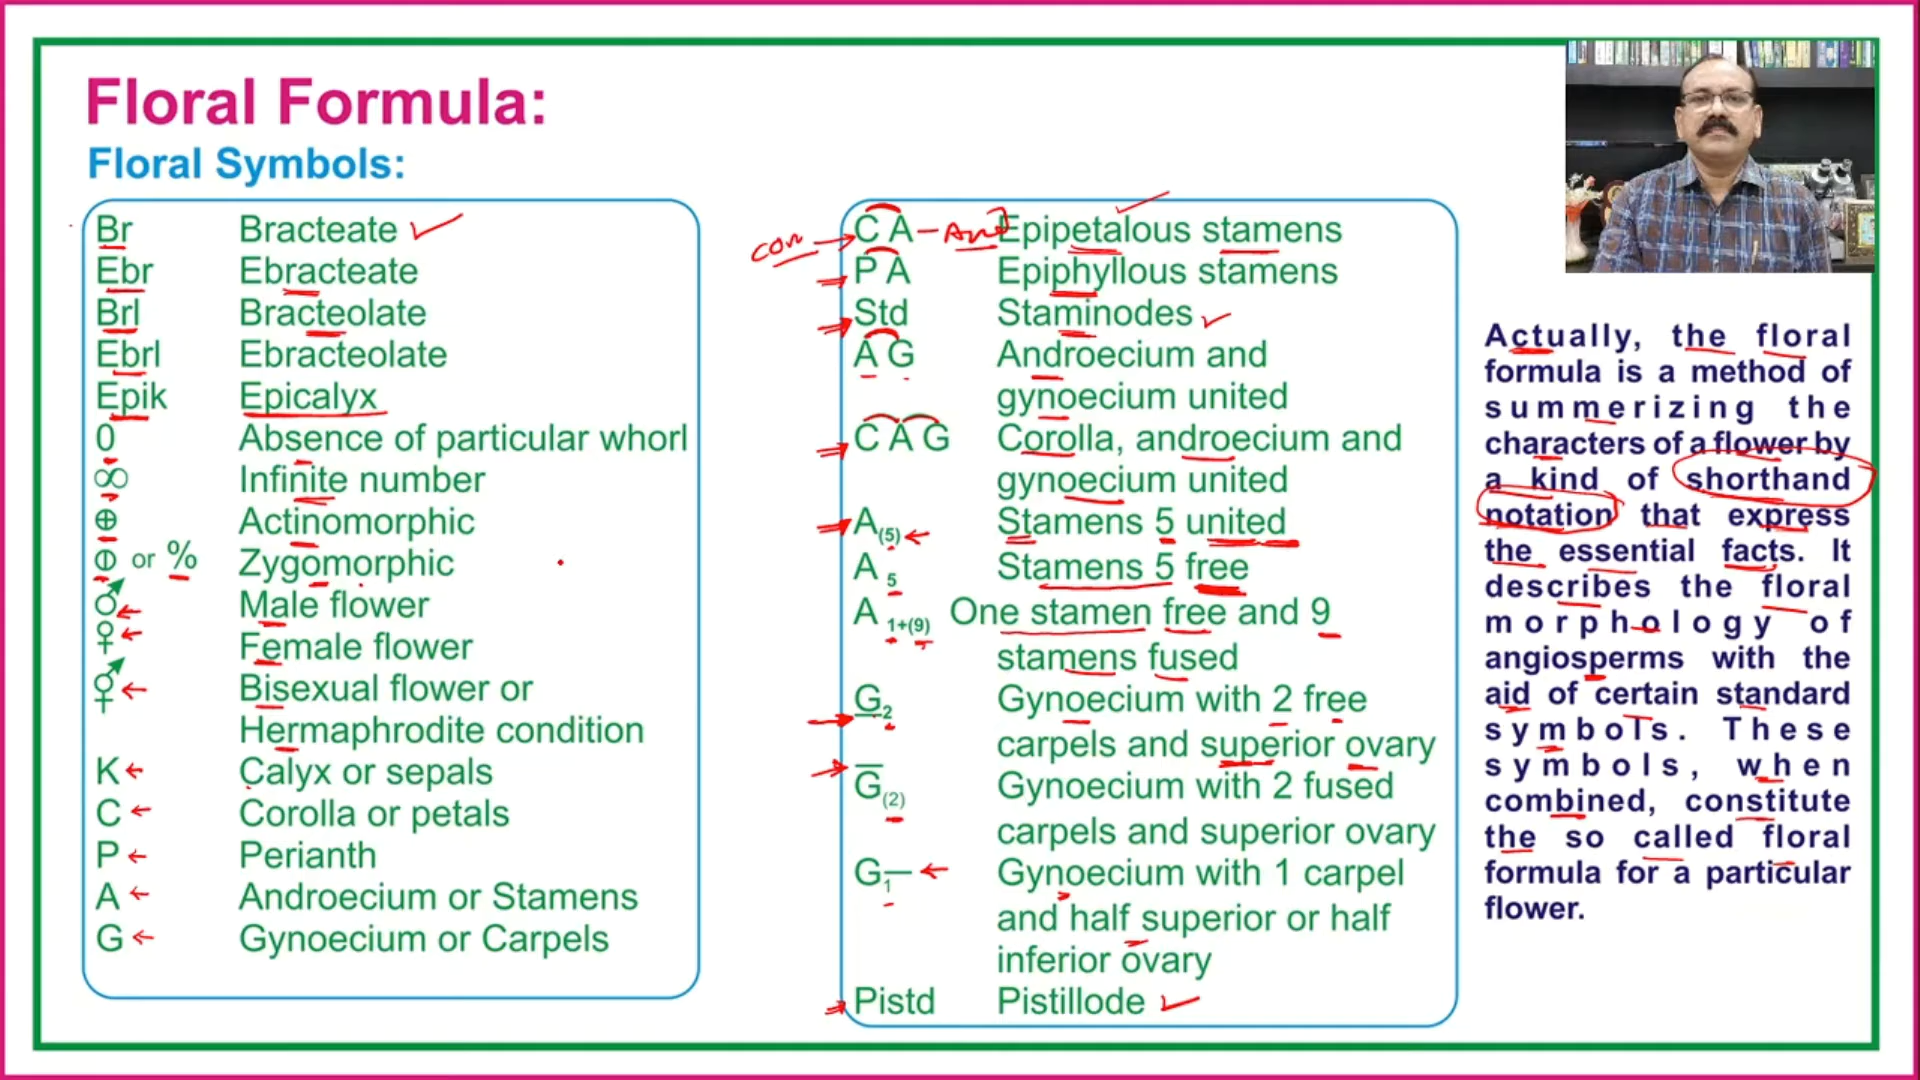 Floral Formula:
Floral Symbols:
Br Bracteate
Ebr Ebracteate
Brl Bracteolate
Ebrl Ebracteolate
Epik Epicalyx
0 Absence of particular whorl
∞ Infinite number
⊕ Actinomorphic
⦶ or % Zygomorphic
♂ Male flower
♀ Female flower
⚥ Bisexual flower or
Hermaphrodite condition
K Calyx or sepals
C Corolla or petals
P Perianth
A Androecium or Stamens
G Gynoecium or Carpels
C A Epipetalous stamens
P A Epiphyllous stamens
Std Staminodes
A G Androecium and
gynoecium united
C A G Corolla, androecium and
gynoecium united
A(5) Stamens 5 united
A 5 Stamens 5 free
A 1+(9) One stamen free and 9
stamens fused
G2 Gynoecium with 2 free
carpels and superior ovary
G(2) Gynoecium with 2 fused
carpels and superior ovary
G1— Gynoecium with 1 carpel
and half superior or half
inferior ovary
Pistd Pistillode
Actually, the floral
formula is a method of
summerizing the
characters of a flower by
a kind of shorthand
notation that express
the essential facts. It
describes the floral
morphology of
angiosperms with the
aid of certain standard
symbols. These
symbols, when
combined, constitute
the so called floral
formula for a particular
flower.